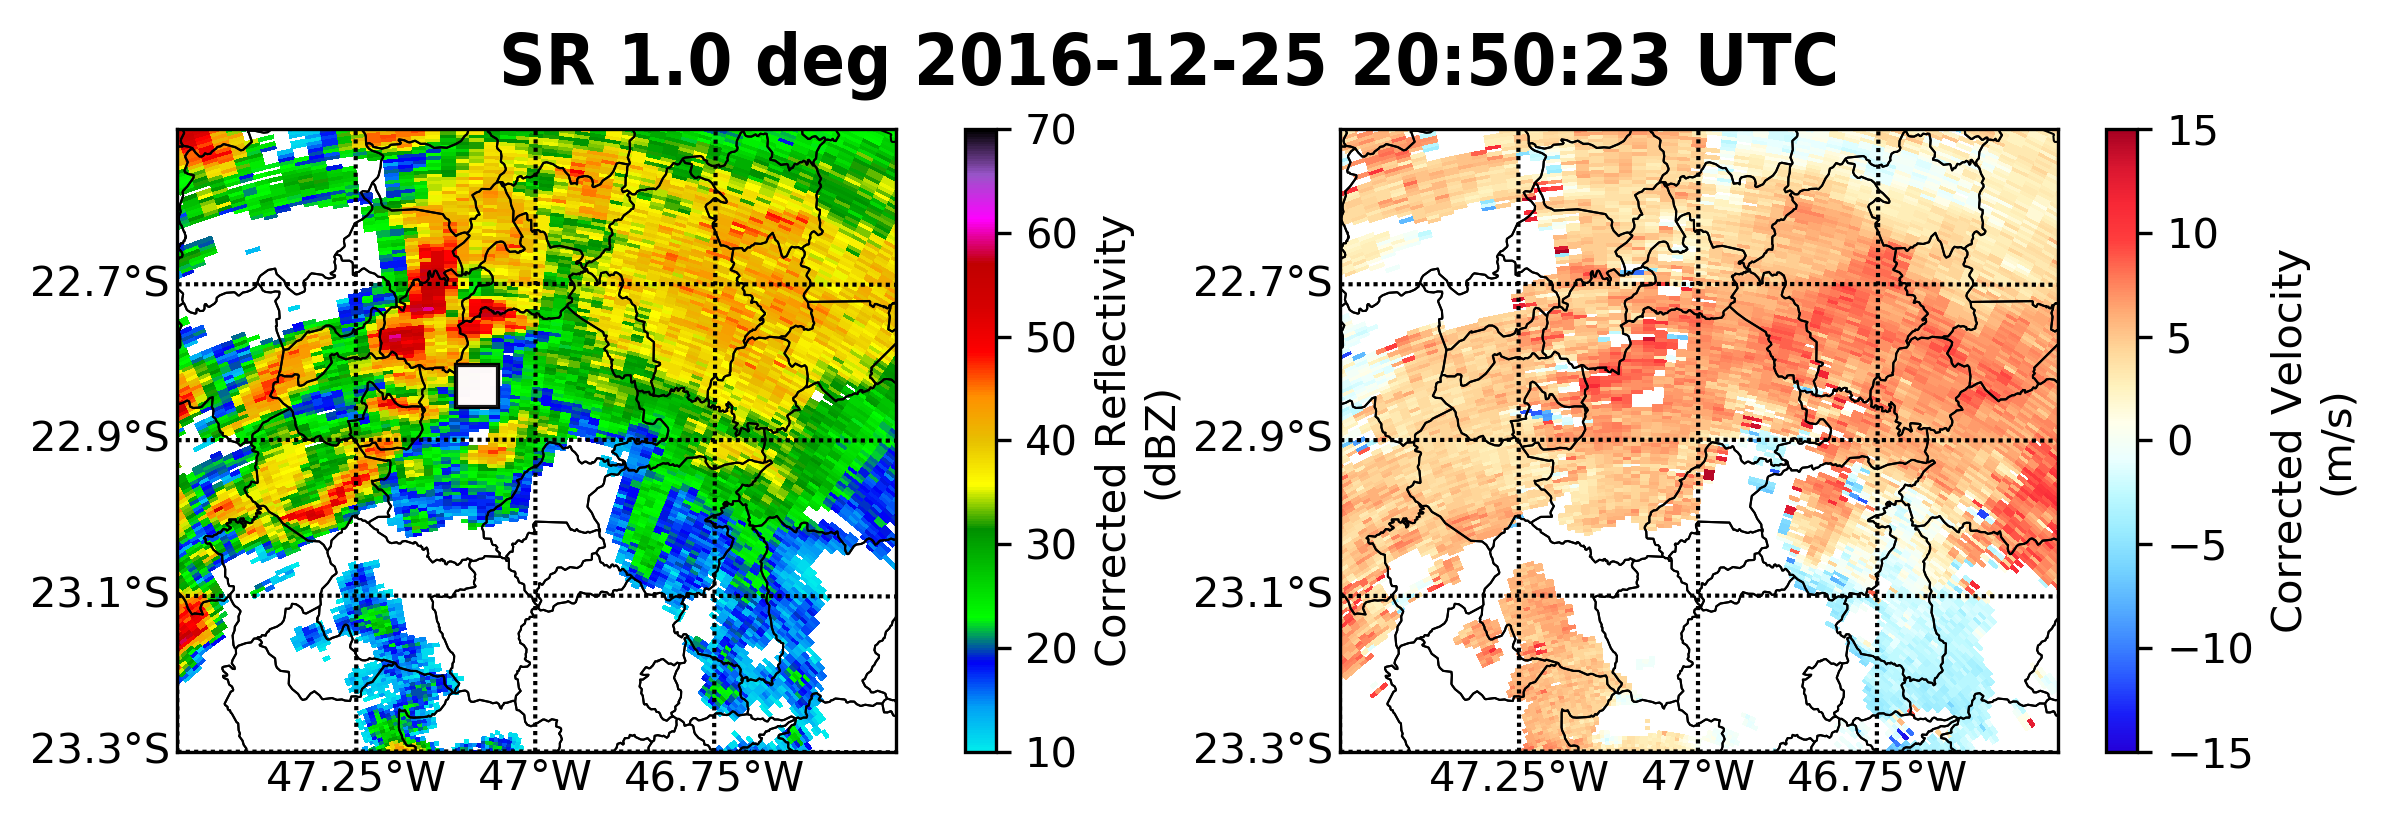 SR 1.0 deg 2016-12-25 20:50:23 UTC
22.7°S
22.9°S
23.1°S
23.3°S
47.25°W 47°W 46.75°W
70
60
50
40
30
20
10
Corrected Reflectivity
(dBZ)
22.7°S
22.9°S
23.1°S
23.3°S
47.25°W 47°W 46.75°W
15
10
5
0
−5
−10
−15
Corrected Velocity
(m/s)